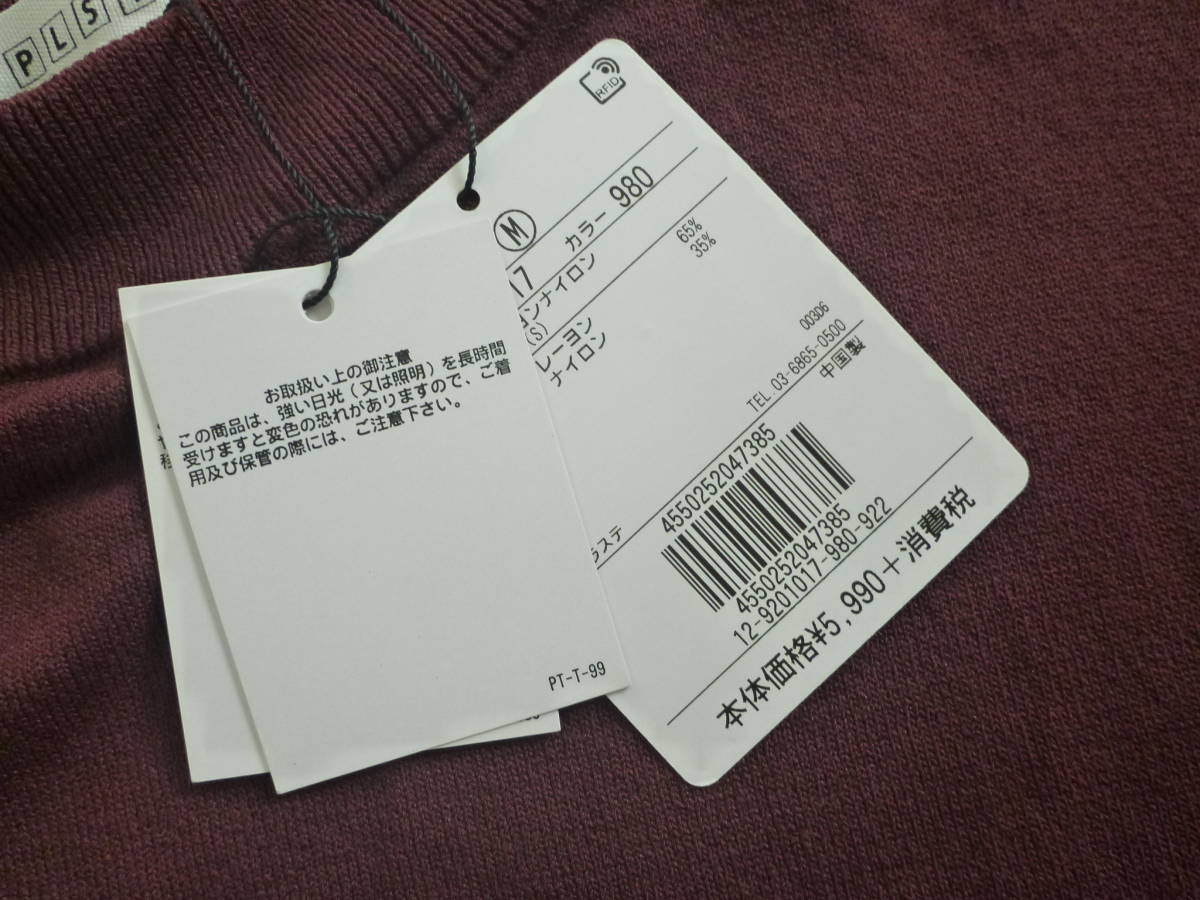 PLS
RFID
M
17 カラー 980
ンナイロン
(S)
レーヨン 65%
ナイロン 35%
003D6
TEL.03-6865-0500
中国製
ラステ
4550252047385
4550252047385
12-9201017-980-922
本体価格¥5,990+消費税
お取扱い上の御注意
この商品は、強い日光(又は照明)を長時間
受けますと変色の恐れがありますので、ご着
用及び保管の際には、ご注意下さい。
PT-T-99